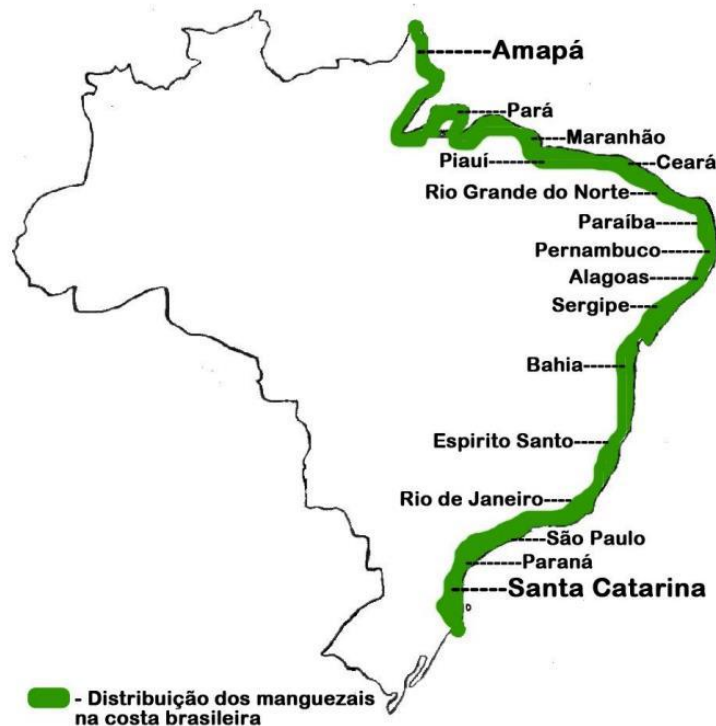 Amapá
Pará
Maranhão
Piauí
Ceará
Rio Grande do Norte
Paraíba
Pernambuco
Alagoas
Sergipe
Bahia
Espirito Santo
Rio de Janeiro
São Paulo
Paraná
Santa Catarina
- Distribuição dos manguezais
na costa brasileira